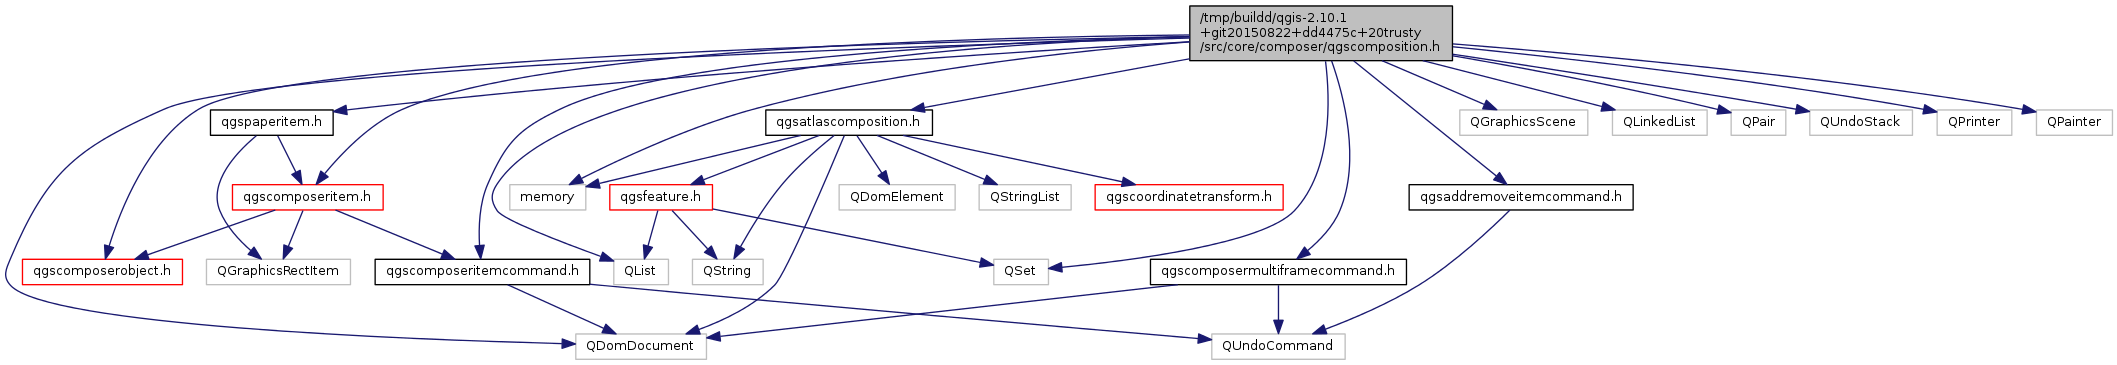 /tmp/buildd/qgis-2.10.1
+git20150822+dd4475c+20trusty
/src/core/composer/qgscomposition.h
qgspaperitem.h
qgsatlascomposition.h
QGraphicsScene
QLinkedList
QPair
QUndoStack
QPrinter
QPainter
qgscomposeritem.h
memory
qgsfeature.h
QDomElement
QStringList
qgscoordinatetransform.h
qgsaddremoveitemcommand.h
qgscomposerobject.h
QGraphicsRectItem
qgscomposeritemcommand.h
QList
QString
QSet
qgscomposermultiframecommand.h
QDomDocument
QUndoCommand